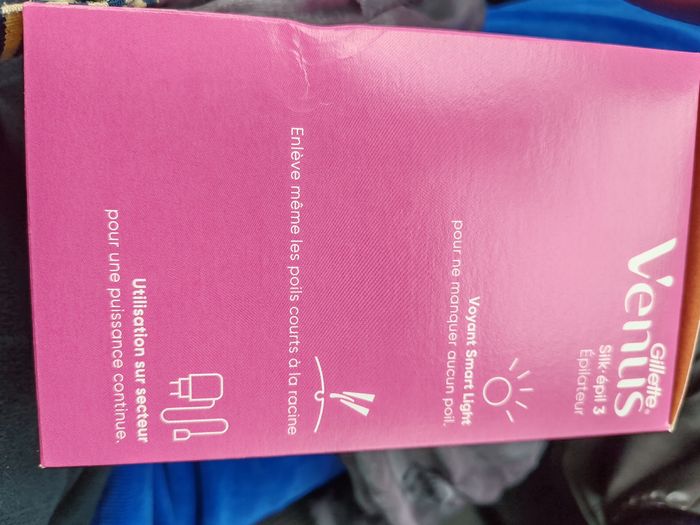 Gillette.
Venus
Silk·épil 3
Épilateur
Voyant Smart Light
pour ne manquer aucun poil.
Enlève même les poils courts à la racine
Utilisation sur secteur
pour une puissance continue.